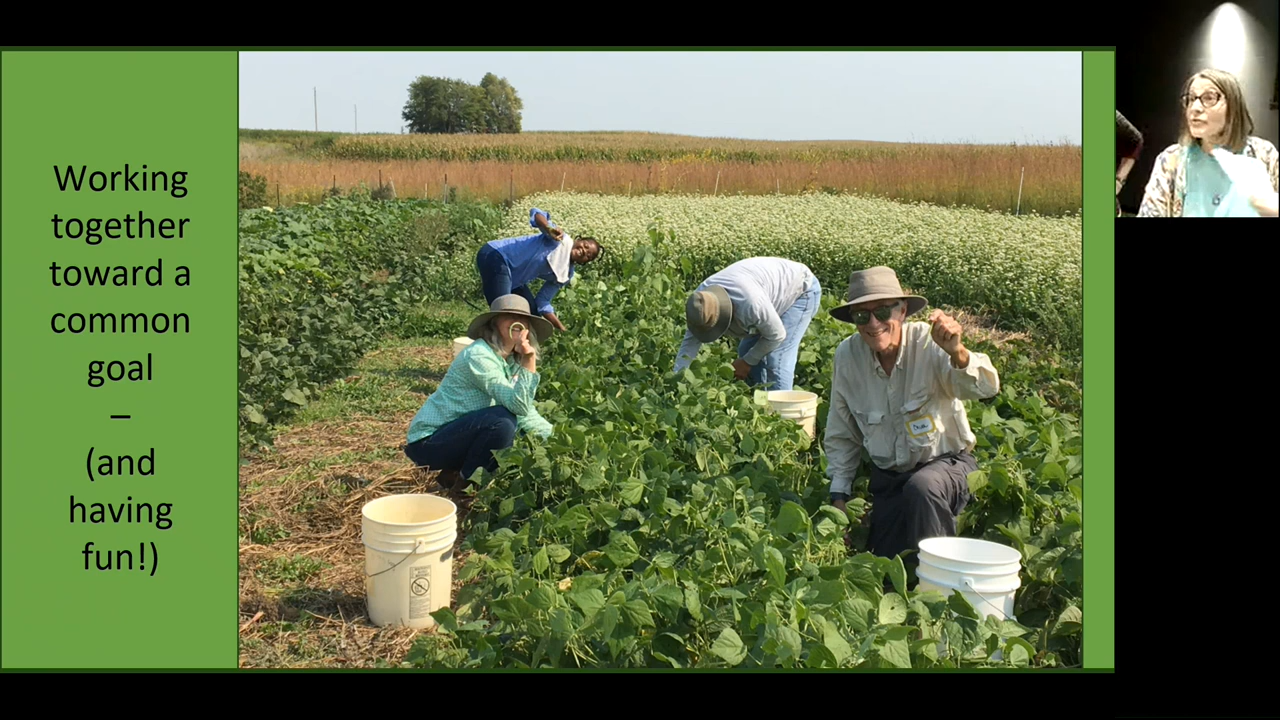 Working
together
toward a
common
goal
–
(and
having
fun!)